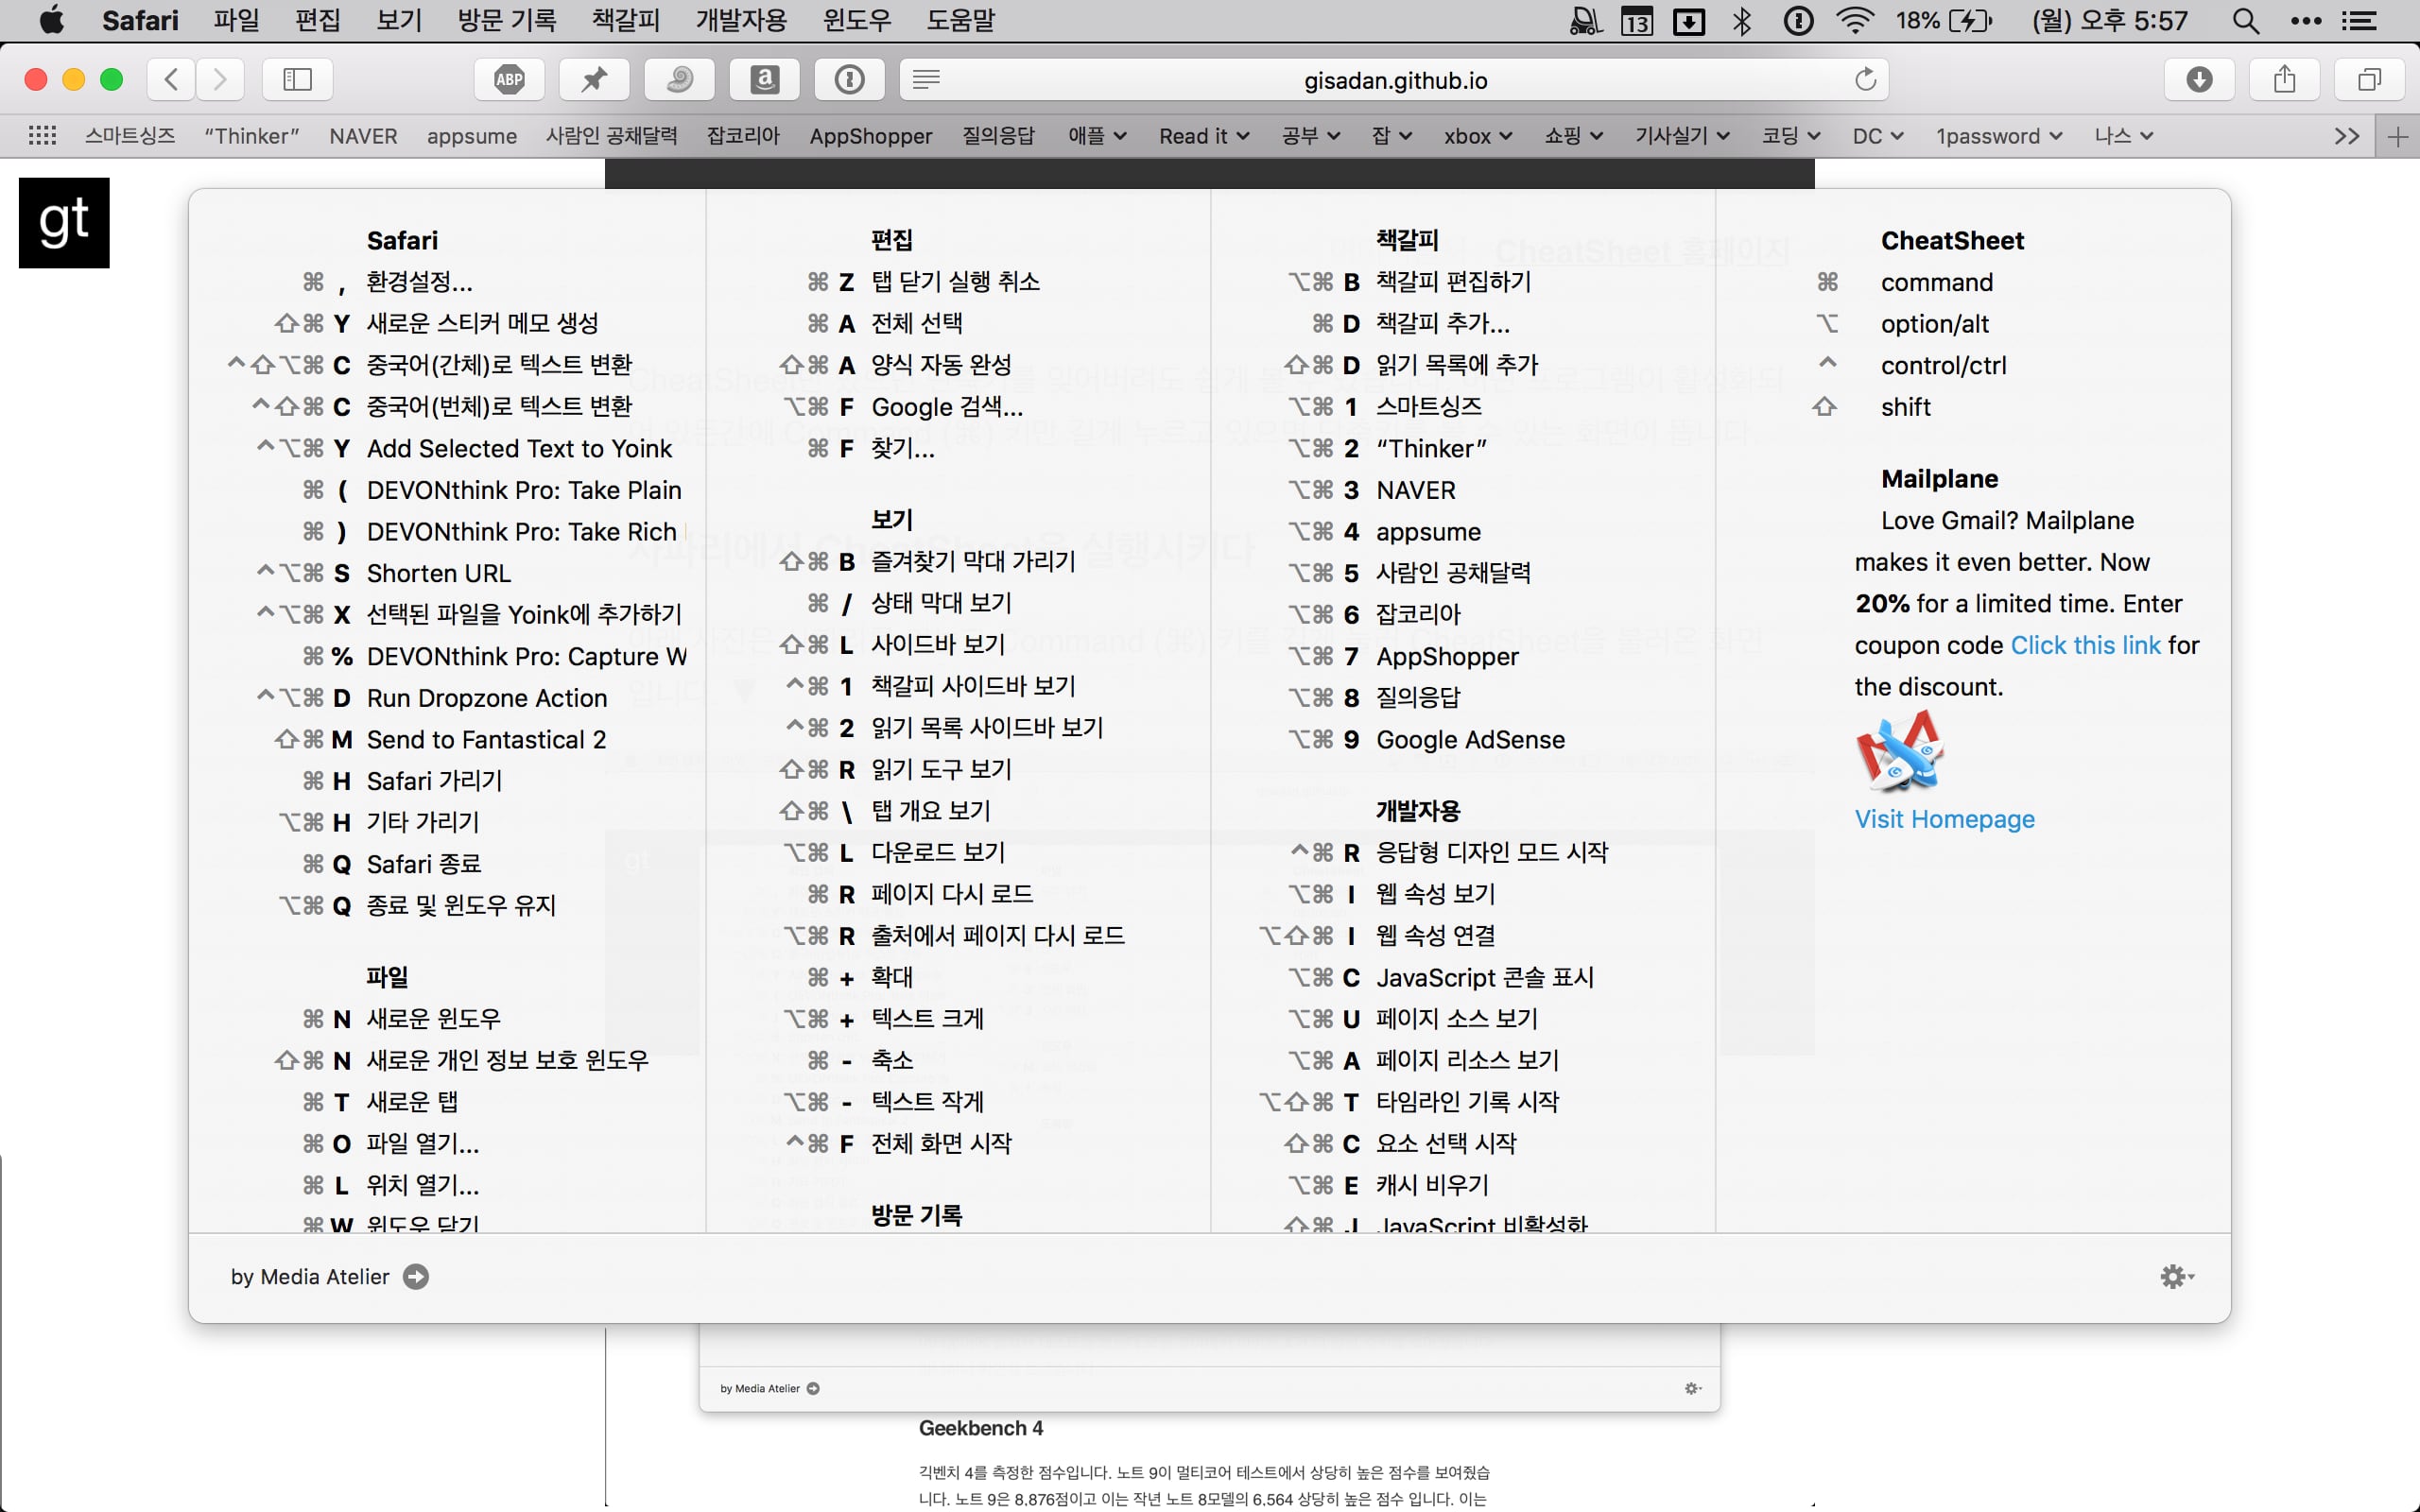 Safari 파일 편집 보기 방문 기록 책갈피 개발자용 윈도우 도움말 13 18% (월) 오후 5:57
ABP gisadan.github.io
스마트싱즈 “Thinker” NAVER appsume 사람인 공채달력 잡코리아 AppShopper 질의응답 애플 Read it 공부 잡 xbox 쇼핑 기사실기 코딩 DC 1password 나스
gt
Safari
⌘ , 환경설정...
⇧⌘ Y 새로운 스티커 메모 생성
^⇧⌥⌘ C 중국어(간체)로 텍스트 변환
^⇧⌘ C 중국어(번체)로 텍스트 변환
^⌥⌘ Y Add Selected Text to Yoink
⌘ ( DEVONthink Pro: Take Plain
⌘ ) DEVONthink Pro: Take Rich
^⌥⌘ S Shorten URL
^⌥⌘ X 선택된 파일을 Yoink에 추가하기
⌘ % DEVONthink Pro: Capture W
^⌥⌘ D Run Dropzone Action
⇧⌘ M Send to Fantastical 2
⌘ H Safari 가리기
⌥⌘ H 기타 가리기
⌘ Q Safari 종료
⌥⌘ Q 종료 및 윈도우 유지
파일
⌘ N 새로운 윈도우
⇧⌘ N 새로운 개인 정보 보호 윈도우
⌘ T 새로운 탭
⌘ O 파일 열기...
⌘ L 위치 열기...
⌘ W 윈도우 닫기
편집
⌘ Z 탭 닫기 실행 취소
⌘ A 전체 선택
⇧⌘ A 양식 자동 완성
⌥⌘ F Google 검색...
⌘ F 찾기...
보기
⇧⌘ B 즐겨찾기 막대 가리기
⌘ / 상태 막대 보기
⇧⌘ L 사이드바 보기
^⌘ 1 책갈피 사이드바 보기
^⌘ 2 읽기 목록 사이드바 보기
⇧⌘ R 읽기 도구 보기
⇧⌘ \ 탭 개요 보기
⌥⌘ L 다운로드 보기
⌘ R 페이지 다시 로드
⌥⌘ R 출처에서 페이지 다시 로드
⌘ + 확대
⌥⌘ + 텍스트 크게
⌘ - 축소
⌥⌘ - 텍스트 작게
^⌘ F 전체 화면 시작
방문 기록
책갈피
⌥⌘ B 책갈피 편집하기
⌘ D 책갈피 추가...
⇧⌘ D 읽기 목록에 추가
⌥⌘ 1 스마트싱즈
⌥⌘ 2 “Thinker”
⌥⌘ 3 NAVER
⌥⌘ 4 appsume
⌥⌘ 5 사람인 공채달력
⌥⌘ 6 잡코리아
⌥⌘ 7 AppShopper
⌥⌘ 8 질의응답
⌥⌘ 9 Google AdSense
개발자용
^⌘ R 응답형 디자인 모드 시작
⌥⌘ I 웹 속성 보기
⌥⇧⌘ I 웹 속성 연결
⌥⌘ C JavaScript 콘솔 표시
⌥⌘ U 페이지 소스 보기
⌥⌘ A 페이지 리소스 보기
⌥⇧⌘ T 타임라인 기록 시작
⇧⌘ C 요소 선택 시작
⌥⌘ E 캐시 비우기
⇧⌘ J JavaScript 비활성화
CheatSheet
⌘ command
⌥ option/alt
^ control/ctrl
⇧ shift
Mailplane
Love Gmail? Mailplane
makes it even better. Now
20% for a limited time. Enter
coupon code Click this link for
the discount.
Visit Homepage
by Media Atelier
by Media Atelier
Geekbench 4
긱벤치 4를 측정한 점수입니다. 노트 9이 멀티코어 테스트에서 상당히 높은 점수를 보여줬습
니다. 노트 9은 8,876점이고 이는 작년 노트 8모델의 6,564 상당히 높은 점수 입니다. 이는